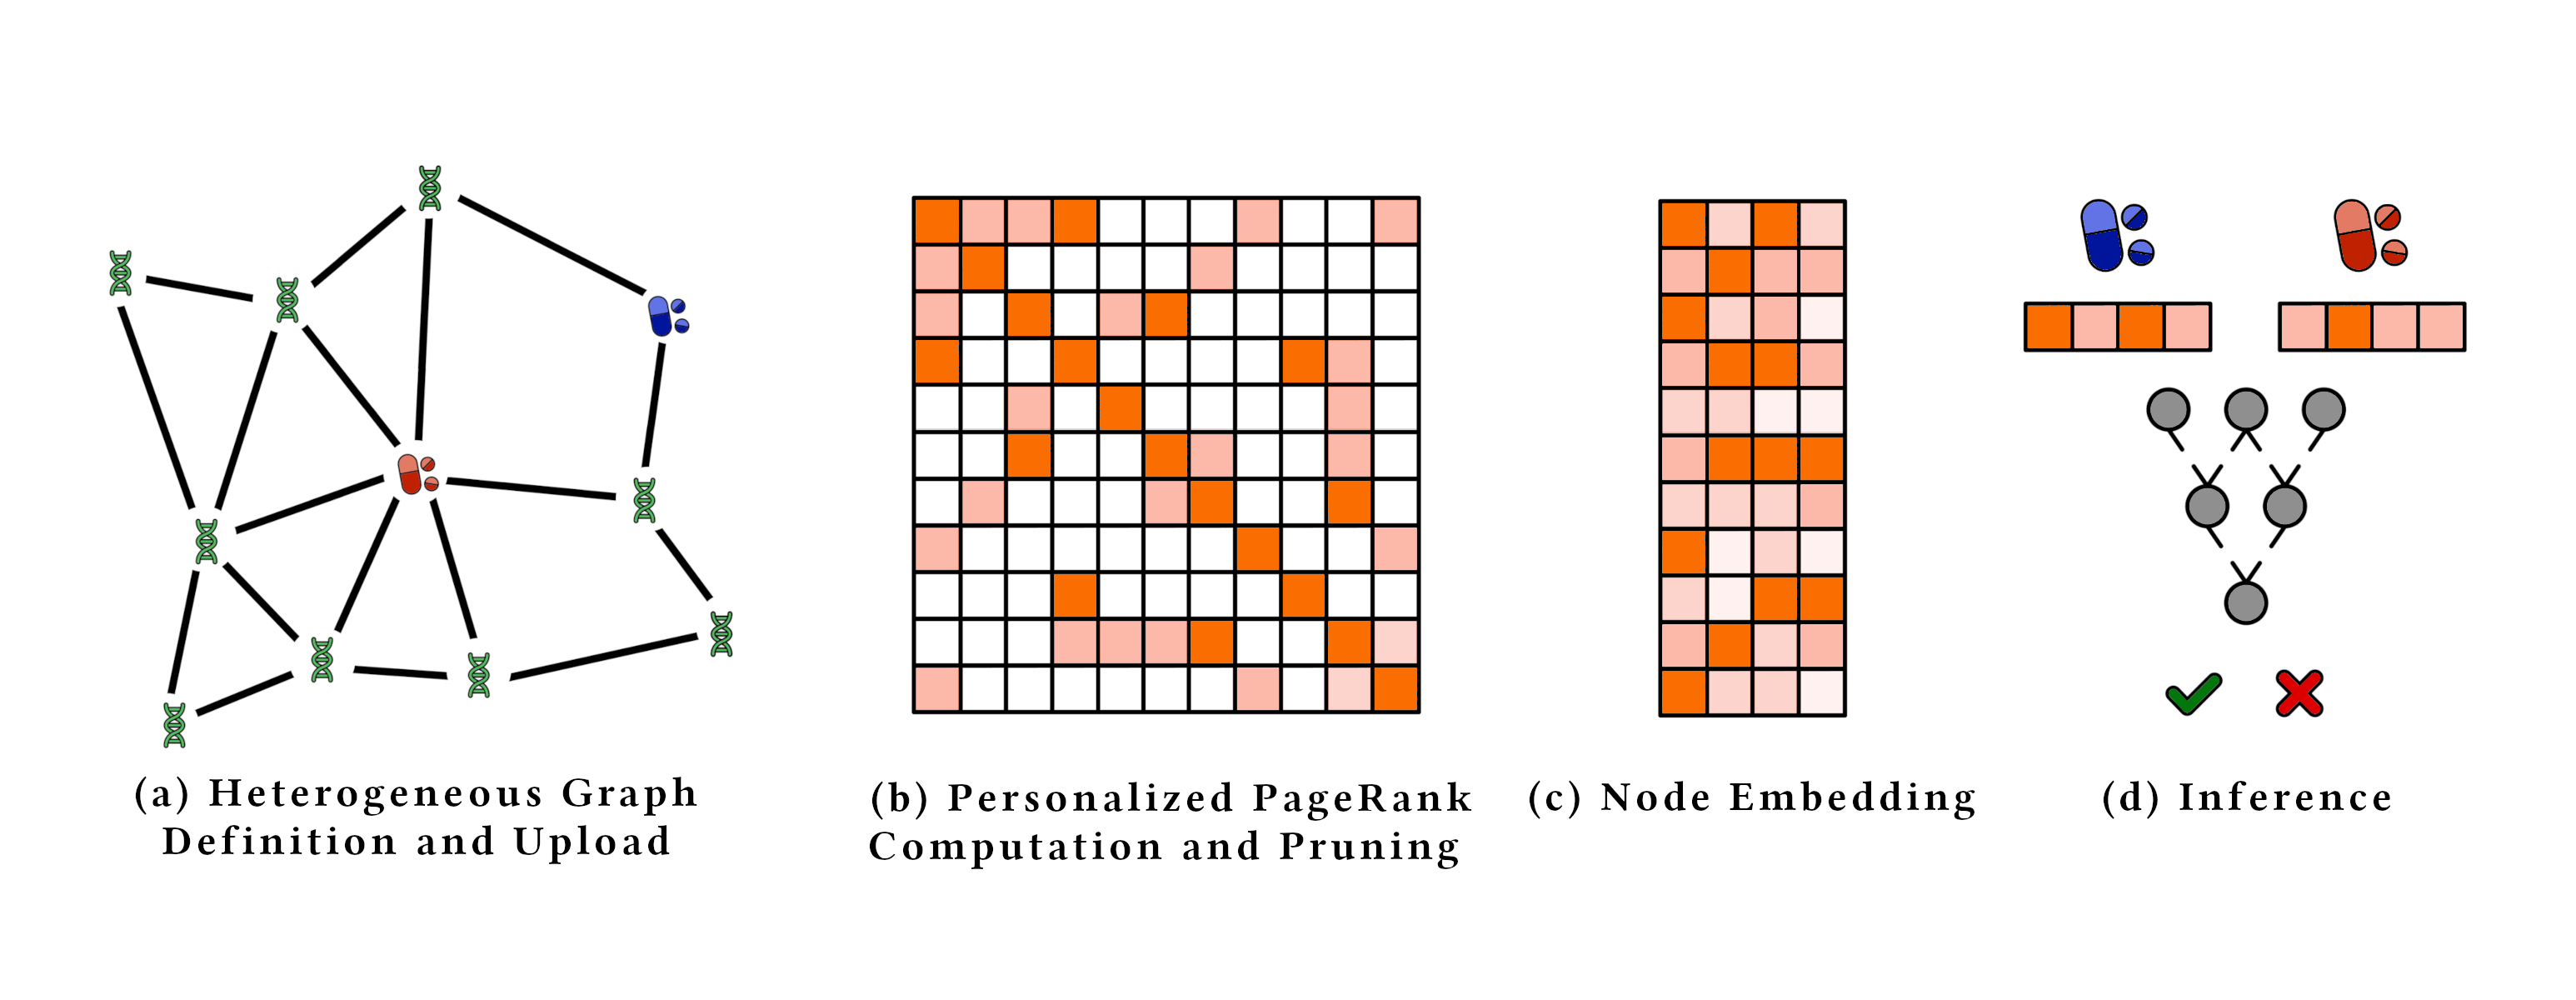 (a) Heterogeneous Graph
Definition and Upload
(b) Personalized PageRank
Computation and Pruning
(c) Node Embedding
(d) Inference